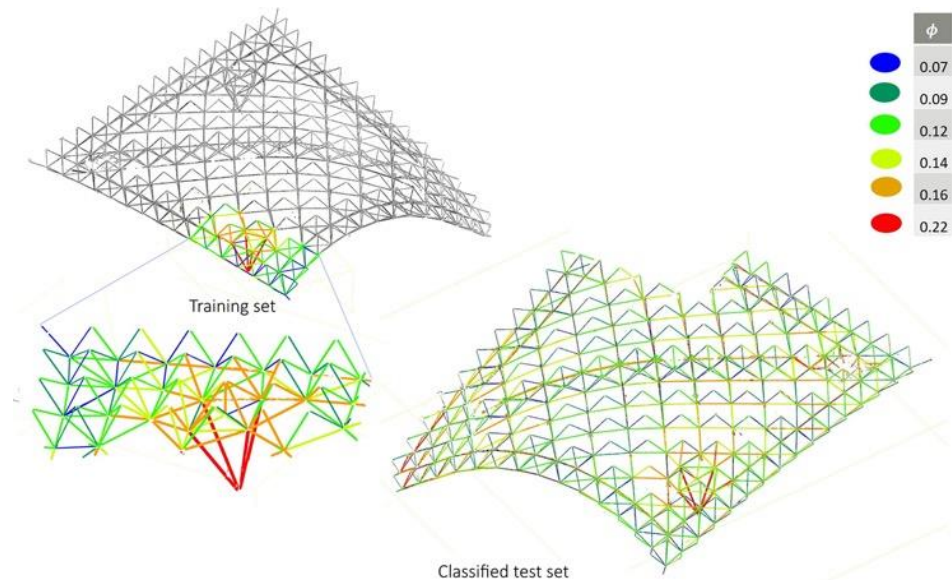 ϕ
0.07
0.09
0.12
0.14
0.16
0.22
Training set
Classified test set